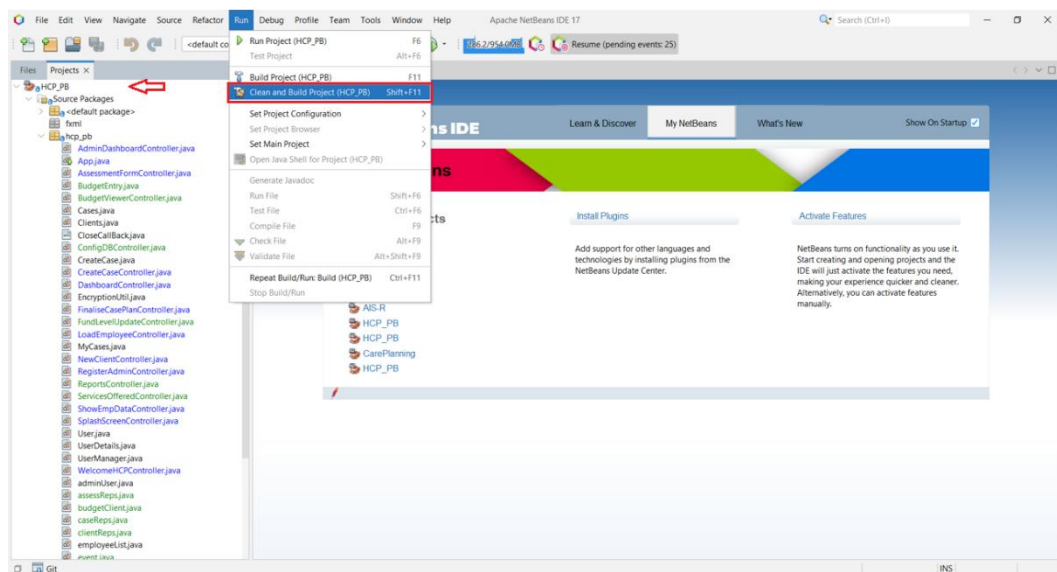 File Edit View Navigate Source Refactor Run Debug Profile Team Tools Window Help Apache NetBeans IDE 17 Search (Ctrl+I)
<default co
Resume (pending events: 25)
Files Projects
HCP_PB
Source Packages
<default package>
fxml
hcp_pb
AdminDashboardController.java
App.java
AssessmentFormController.java
BudgetEntry.java
BudgetViewerController.java
Cases.java
Clients.java
CloseCallBack.java
ConfigDBController.java
CreateCase.java
CreateCaseController.java
DashboardController.java
EncryptionUtil.java
FinaliseCasePlanController.java
FundLevelUpdateController.java
LoadEmployeeController.java
MyCases.java
NewClientController.java
RegisterAdminController.java
ReportsController.java
ServicesOfferedController.java
ShowEmpDataController.java
SplashScreenController.java
User.java
UserDetails.java
UserManager.java
WelcomeHCPController.java
adminUser.java
assessReps.java
budgetClient.java
caseReps.java
clientReps.java
employeeList.java
event.java
Run Project (HCP_PB) F6
Test Project Alt+F6
Build Project (HCP_PB) F11
Clean and Build Project (HCP_PB) Shift+F11
Set Project Configuration
Set Project Browser
Set Main Project
Open Java Shell for Project (HCP_PB)
Generate Javadoc
Run File Shift+F6
Test File Ctrl+F6
Compile File F9
Check File Alt+F9
Validate File Alt+Shift+F9
Repeat Build/Run: Build (HCP_PB) Ctrl+F11
Stop Build/Run
ns IDE
Learn & Discover My NetBeans What's New Show On Startup
ns
cts
AIS-R
HCP_PB
HCP_PB
CarePlanning
HCP_PB
Install Plugins
Add support for other languages and
technologies by installing plugins from the
NetBeans Update Center.
Activate Features
NetBeans turns on functionality as you use it.
Start creating and opening projects and the
IDE will just activate the features you need,
making your experience quicker and cleaner.
Alternatively, you can activate features
manually.
Git INS